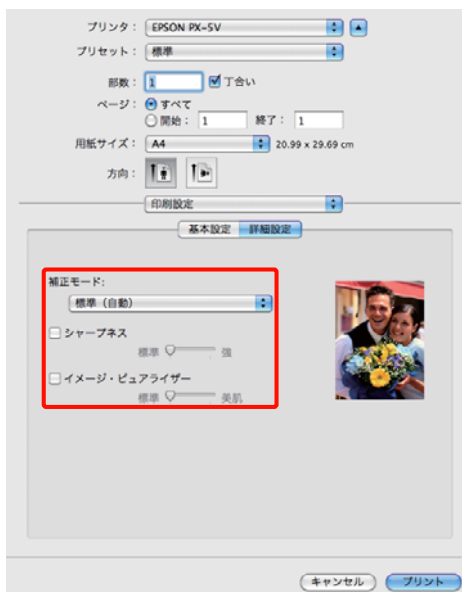 プリンタ： EPSON PX-5V
プリセット： 標準
部数： 1 丁合い
ページ： すべて
開始： 1 終了： 1
用紙サイズ： A4 20.99 x 29.69 cm
方向：
印刷設定
基本設定 詳細設定
補正モード：
標準（自動）
シャープネス
標準 強
イメージ・ピュアライザー
標準 美肌
キャンセル プリント